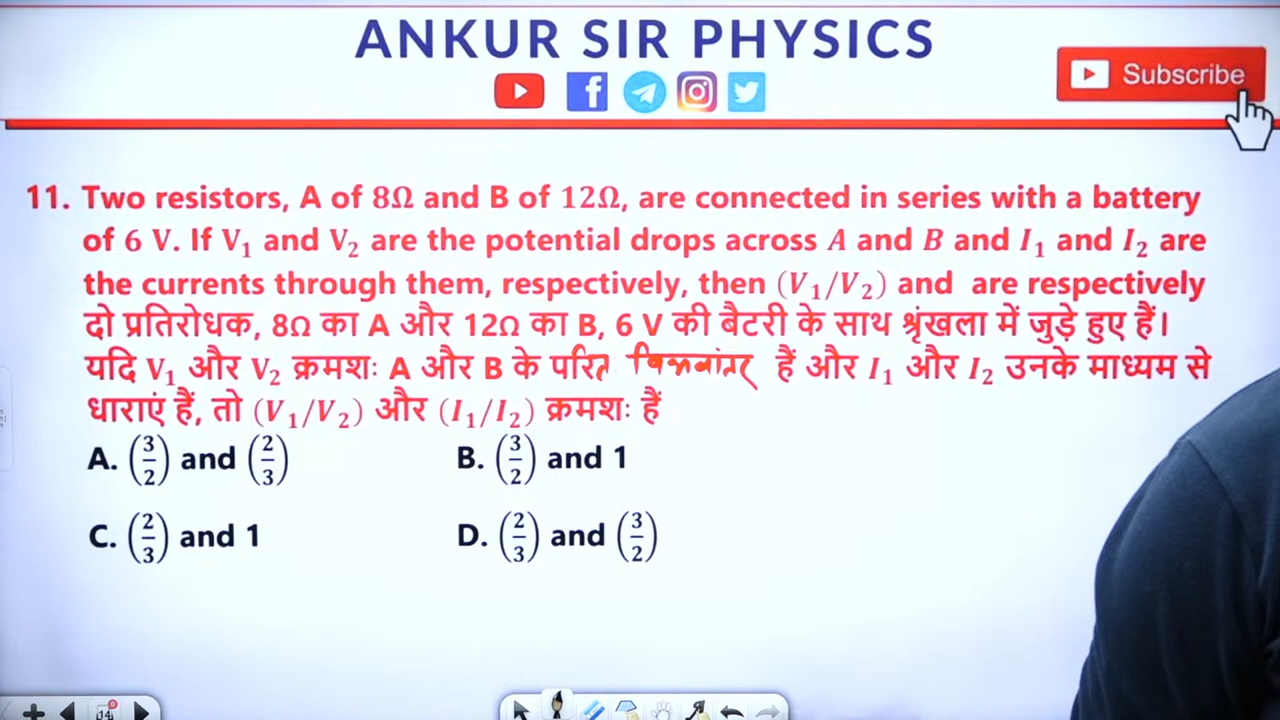 ANKUR SIR PHYSICS
Subscribe
11. Two resistors, A of 8Ω and B of 12Ω, are connected in series with a battery
of 6 V. If V₁ and V₂ are the potential drops across A and B and I₁ and I₂ are
the currents through them, respectively, then (V₁/V₂) and are respectively
दो प्रतिरोधक, 8Ω का A और 12Ω का B, 6 V की बैटरी के साथ श्रृंखला में जुड़े हुए हैं।
यदि V₁ और V₂ क्रमशः A और B के परित विभवांतर हैं और I₁ और I₂ उनके माध्यम से
धाराएं हैं, तो (V₁/V₂) और (I₁/I₂) क्रमशः हैं
A. (3/2) and (2/3) B. (3/2) and 1
C. (2/3) and 1 D. (2/3) and (3/2)
14